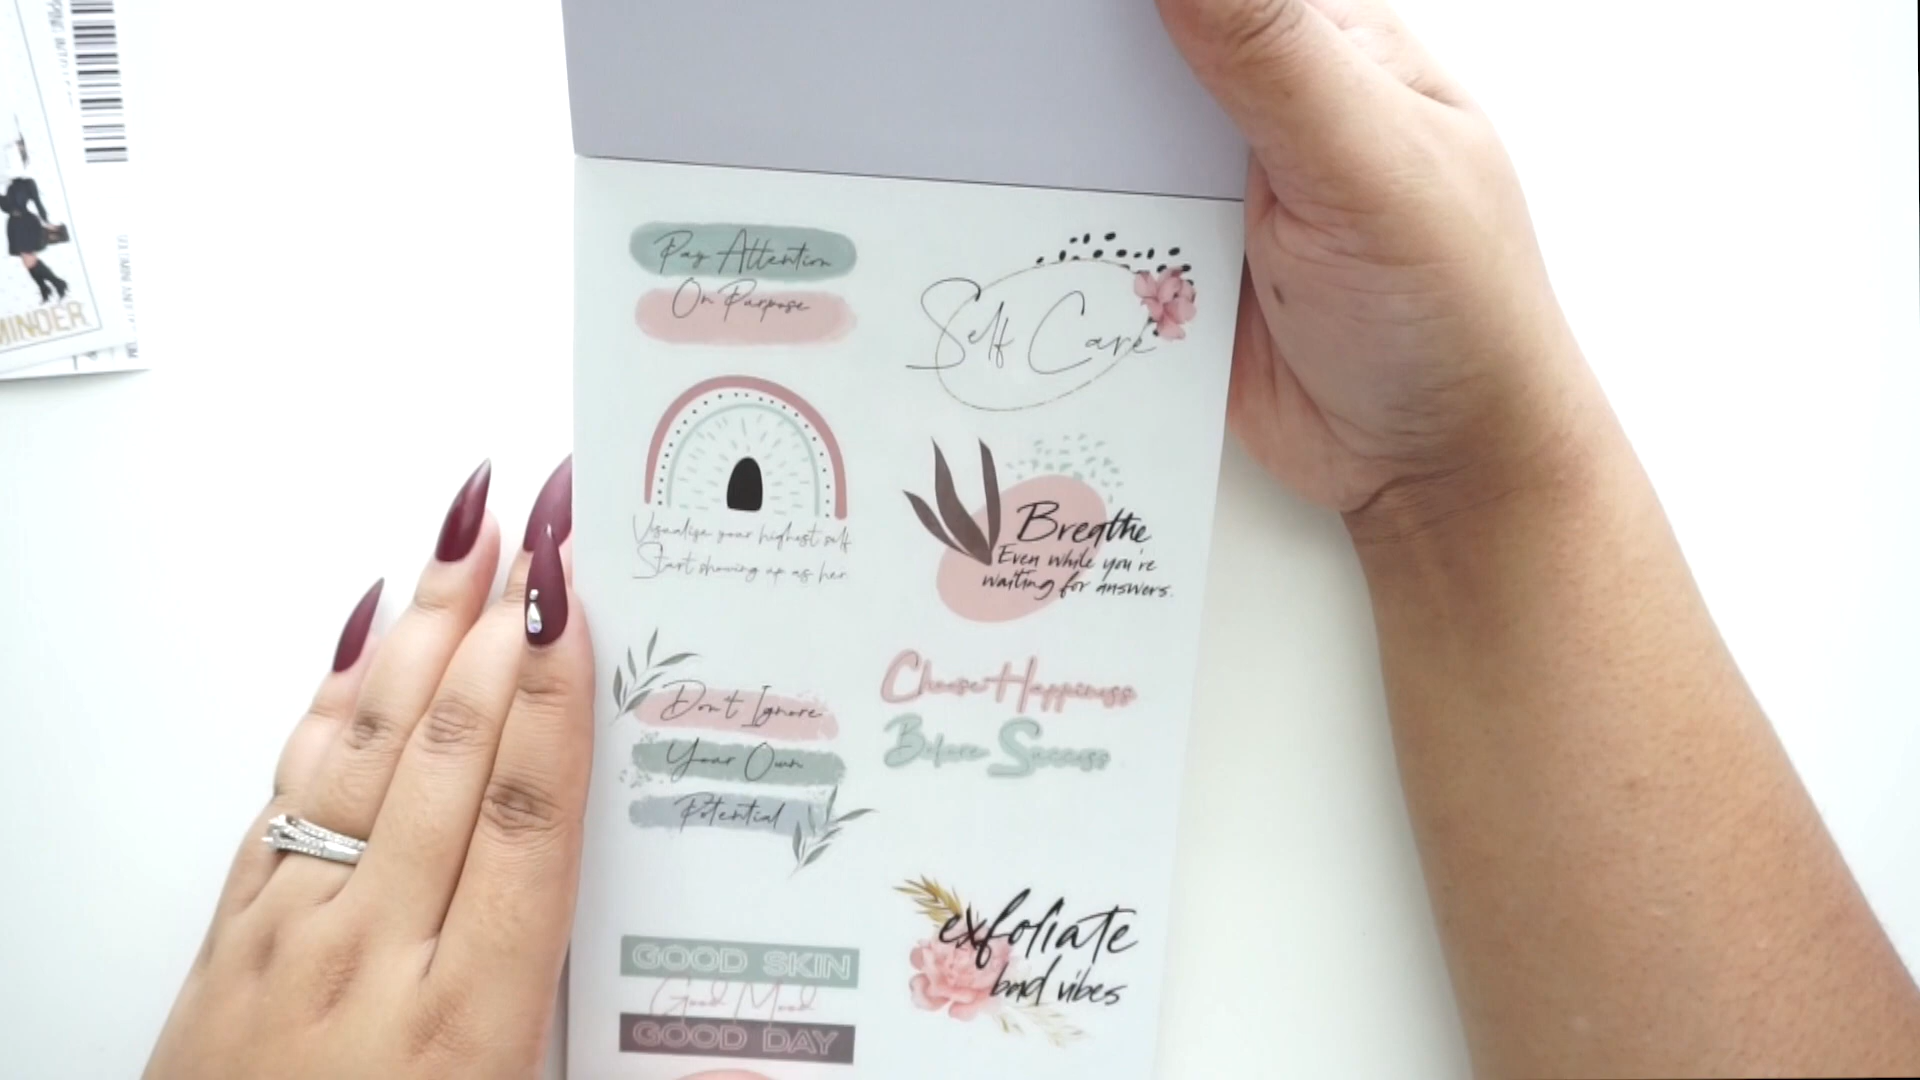 MINDER
Pay Attention
On Purpose
Self Care
Visualise your highest self
Start showing up as her
Breathe
Even while you're
waiting for answers.
Don't Ignore
Your Own
Potential
Choose Happiness
Before Success
GOOD SKIN
Good Mood
GOOD DAY
exfoliate
bad vibes